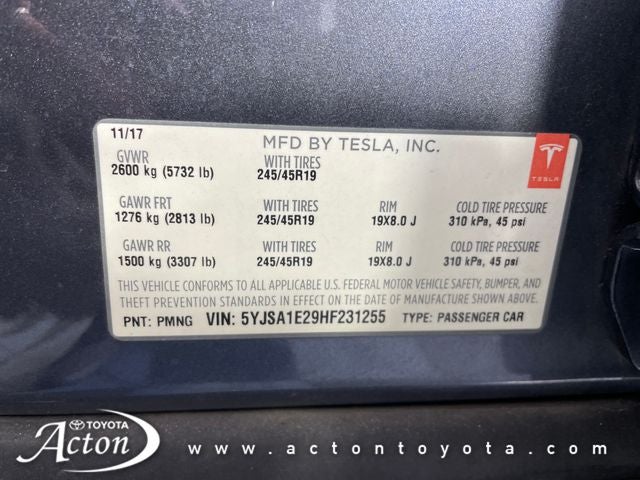 11/17 MFD BY TESLA, INC.
GVWR WITH TIRES
2600 kg (5732 lb) 245/45R19
TESLA
GAWR FRT WITH TIRES RIM COLD TIRE PRESSURE
1276 kg (2813 lb) 245/45R19 19X8.0 J 310 kPa, 45 psi
GAWR RR WITH TIRES RIM COLD TIRE PRESSURE
1500 kg (3307 lb) 245/45R19 19X8.0 J 310 kPa, 45 psi
THIS VEHICLE CONFORMS TO ALL APPLICABLE U.S. FEDERAL MOTOR VEHICLE SAFETY, BUMPER, AND
THEFT PREVENTION STANDARDS IN EFFECT ON THE DATE OF MANUFACTURE SHOWN ABOVE.
PNT: PMNG VIN: 5YJSA1E29HF231255 TYPE: PASSENGER CAR
TOYOTA
Acton www.actontoyota.com